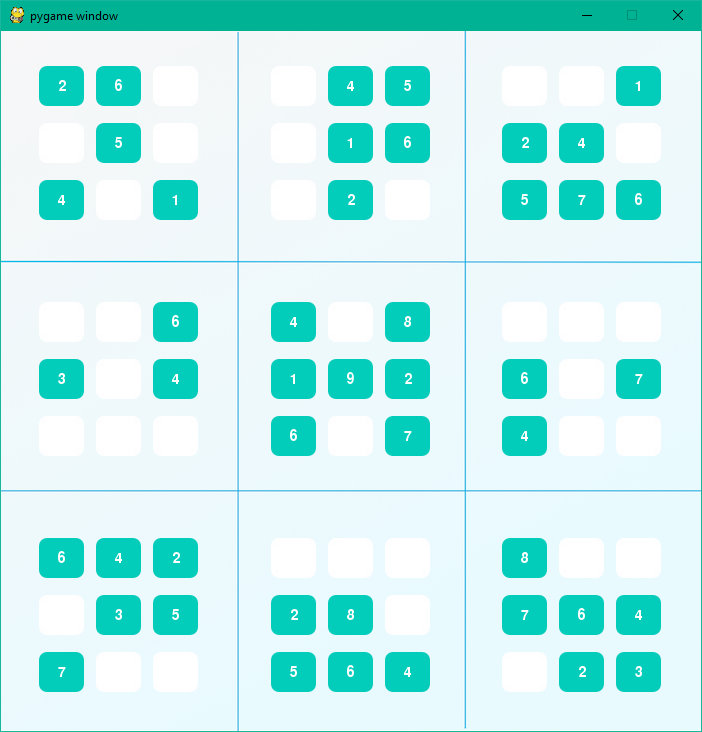 pygame window
2 6 4 5 1
5 1 6 2 4
4 1 2 5 7 6
6 4 8
3 4 1 9 2 6 7
6 7 4
6 4 2 8
3 5 2 8 7 6 4
7 5 6 4 2 3